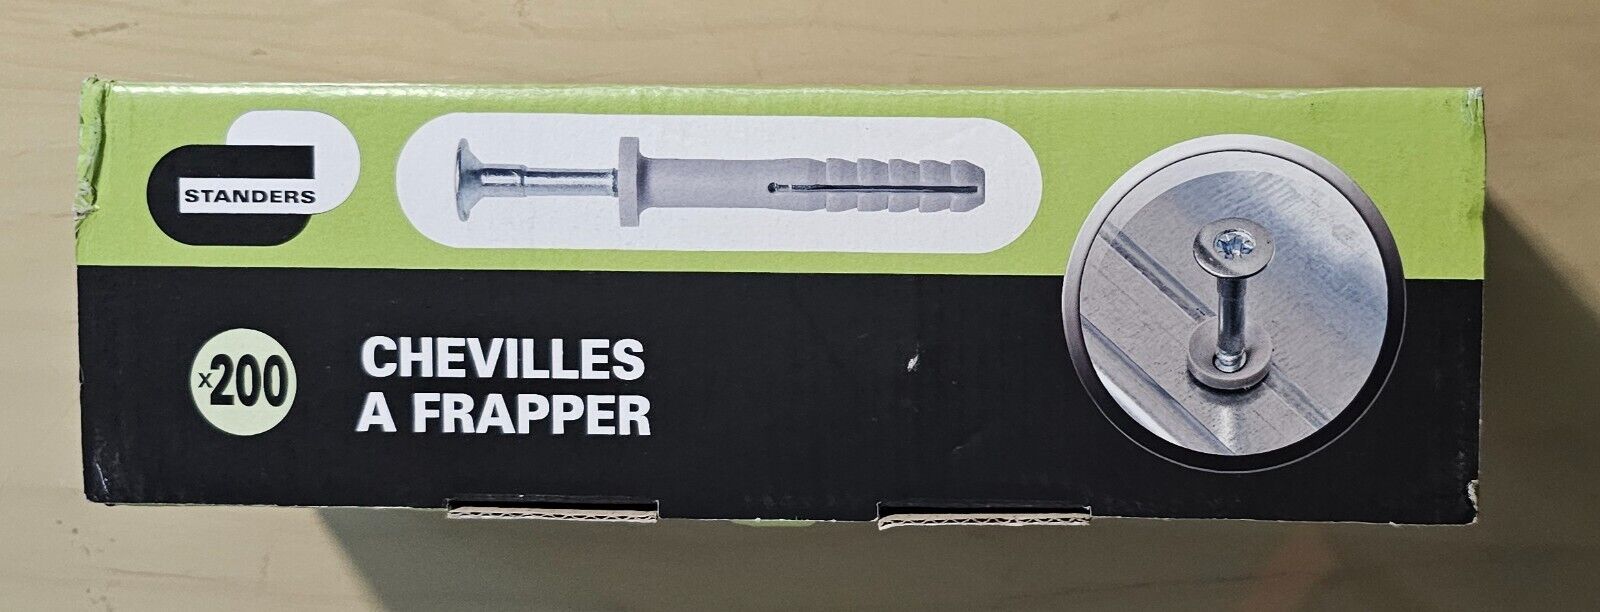 STANDERS
x200
CHEVILLES
A FRAPPER